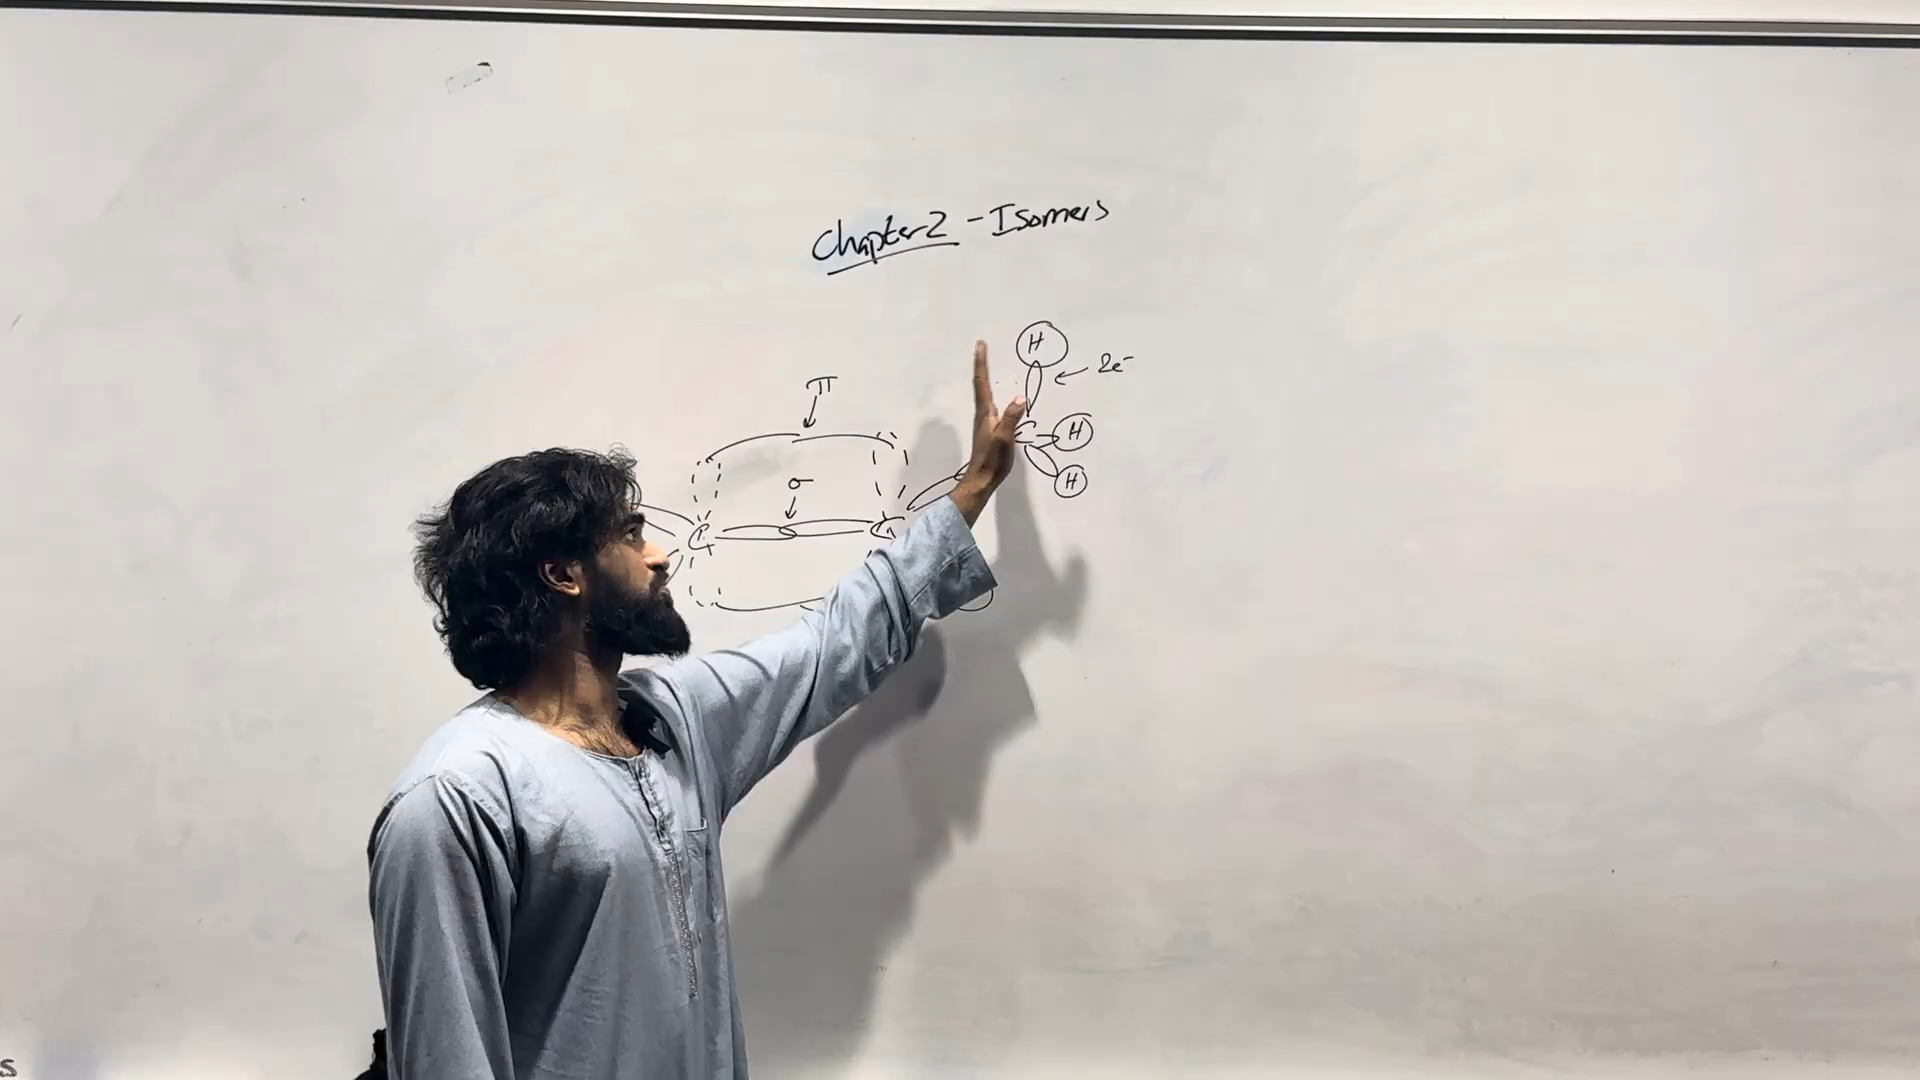 Chapter 2 - Isomers
H
2e-
π
C
H
σ
H
C
C
s